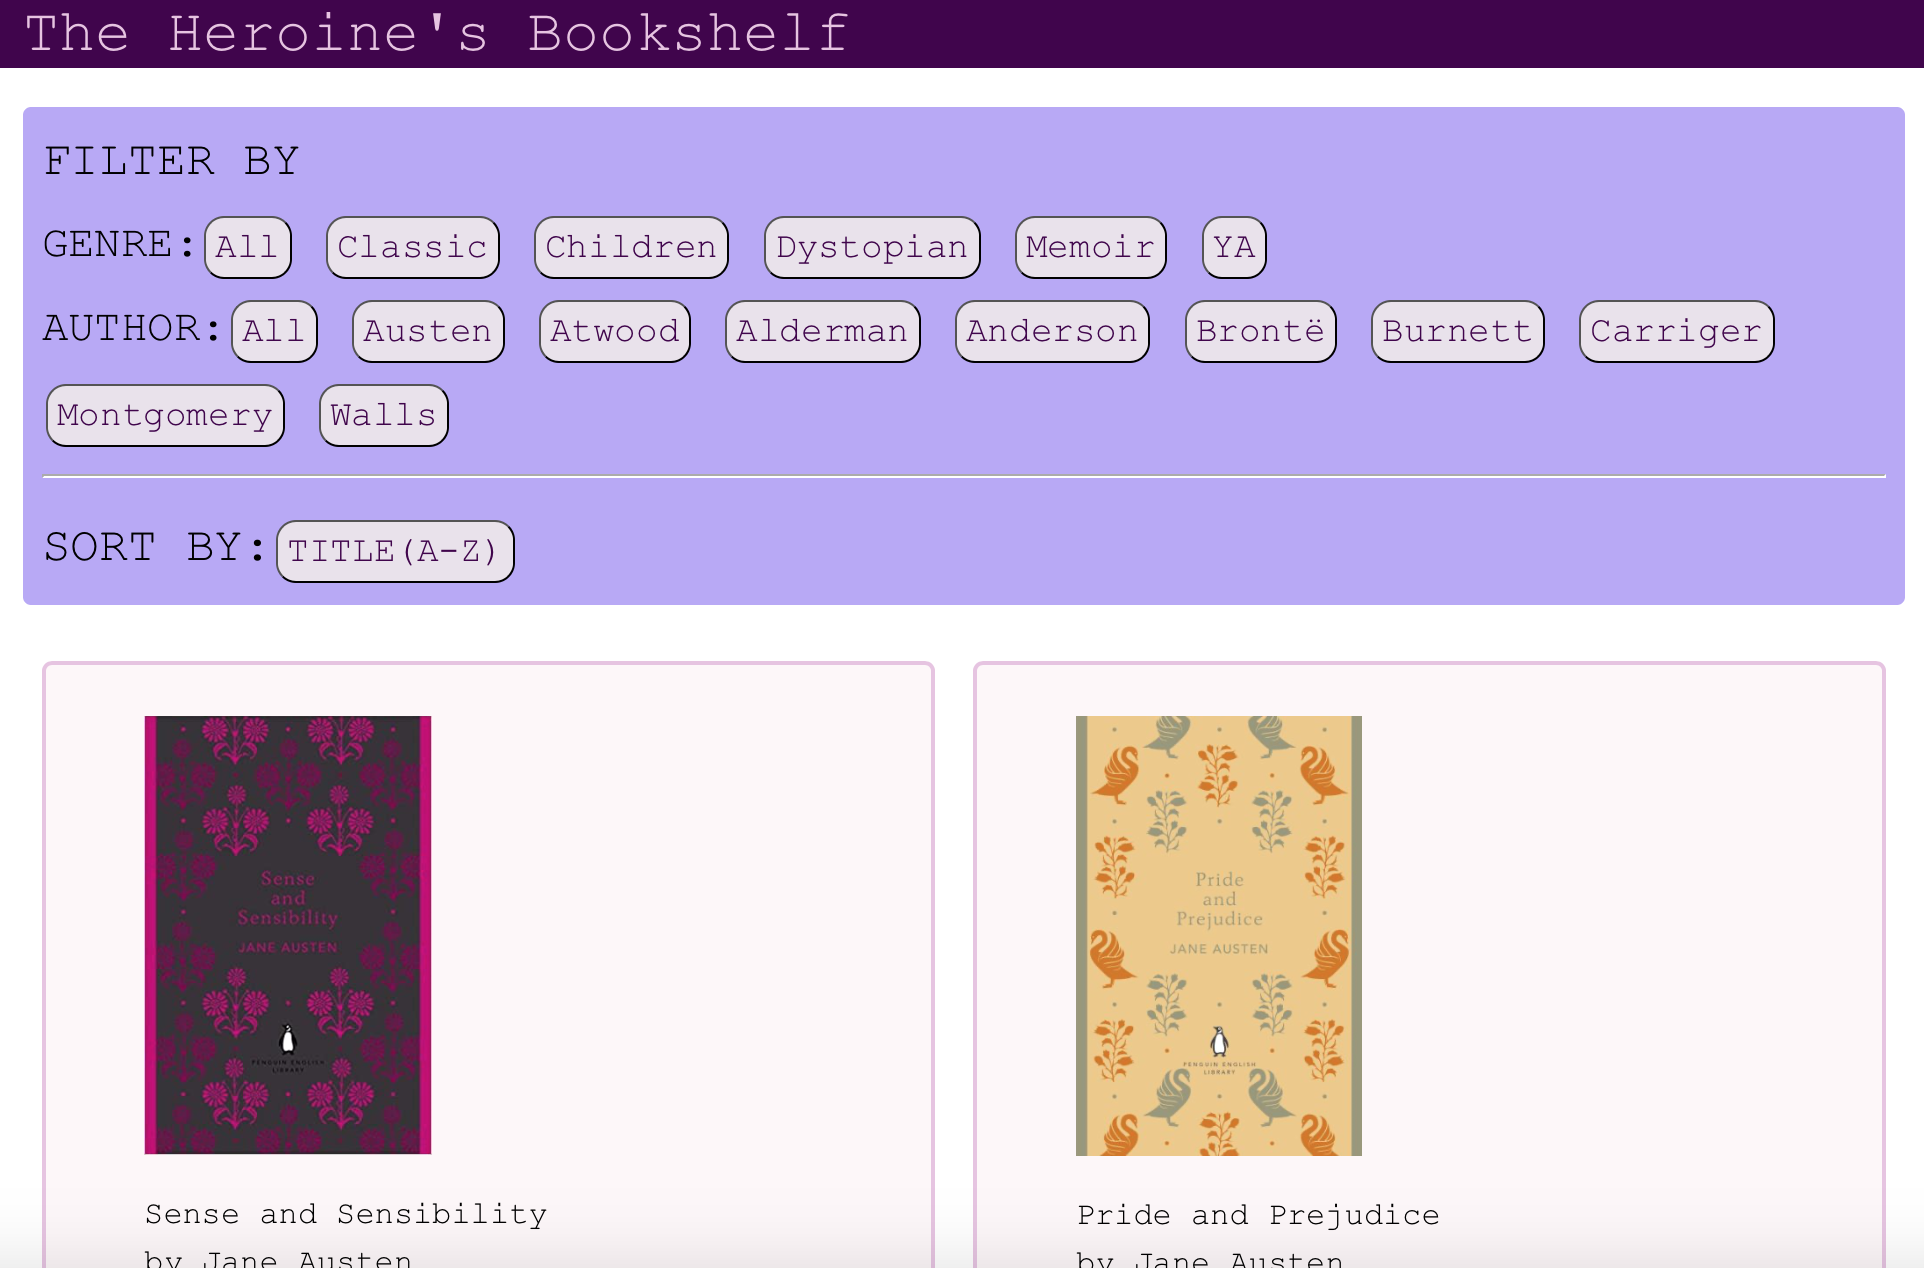 The Heroine's Bookshelf
FILTER BY
GENRE: All Classic Children Dystopian Memoir YA
AUTHOR: All Austen Atwood Alderman Anderson Brontë Burnett Carriger
Montgomery Walls
SORT BY: TITLE(A-Z)
Sense
and
Sensibility
JANE AUSTEN
PENGUIN ENGLISH
LIBRARY
Sense and Sensibility
by Jane Austen
Pride
and
Prejudice
JANE AUSTEN
PENGUIN ENGLISH
LIBRARY
Pride and Prejudice
by Jane Austen